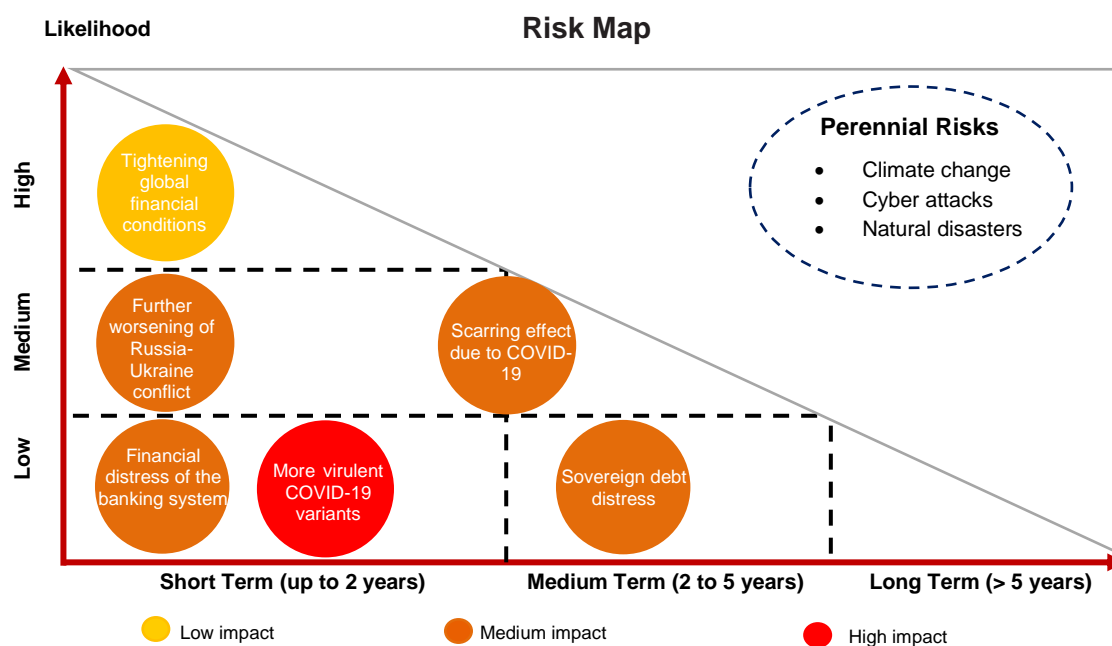 Risk Map
Likelihood
High
Medium
Low
Tightening
global
financial
conditions
Perennial Risks
• Climate change
• Cyber attacks
• Natural disasters
Further
worsening of
Russia-
Ukraine
conflict
Scarring effect
due to COVID-
19
Financial
distress of the
banking system
More virulent
COVID-19
variants
Sovereign debt
distress
Short Term (up to 2 years)
Medium Term (2 to 5 years)
Long Term (> 5 years)
Low impact
Medium impact
High impact